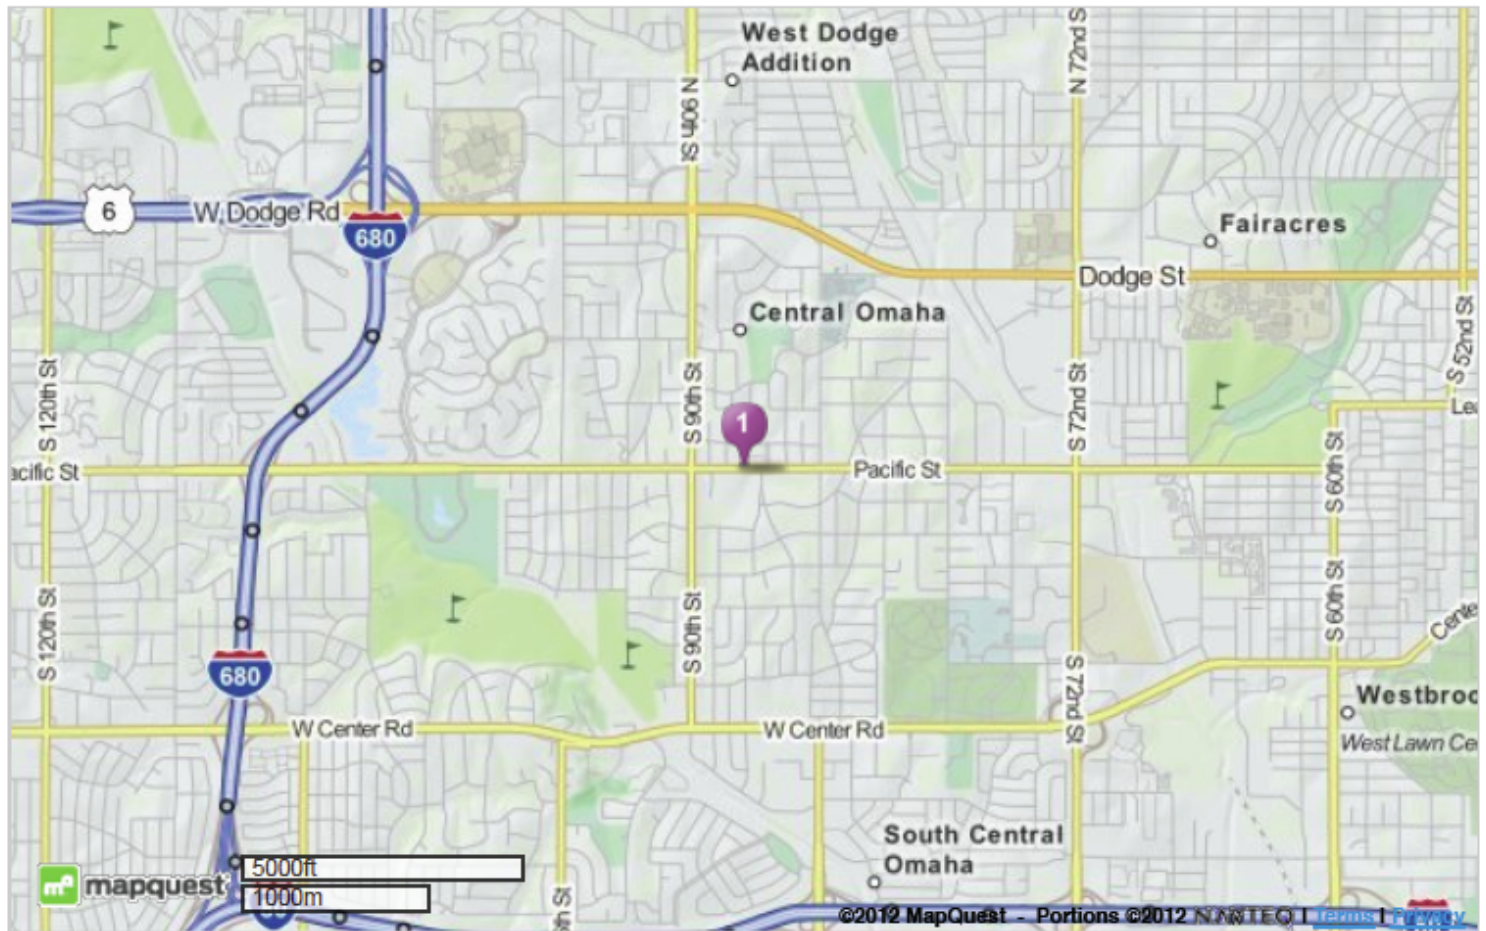 West Dodge
Addition
N 72nd S
N 90th St
6
W Dodge Rd
680
Fairacres
Dodge St
Central Omaha
S 52nd St
S 120th St
S 90th St
S 72nd St
1
Lea
acific St
Pacific St
S 60th St
S 120th St
S 90th St
S 60th St
Cente
680
S 72nd St
Westbroo
W Center Rd
W Center Rd
West Lawn Ce
South Central
Omaha
5000ft
mapquest
1000m
th St
©2012 MapQuest - Portions ©2012 NAVTEQ | Terms | Privacy